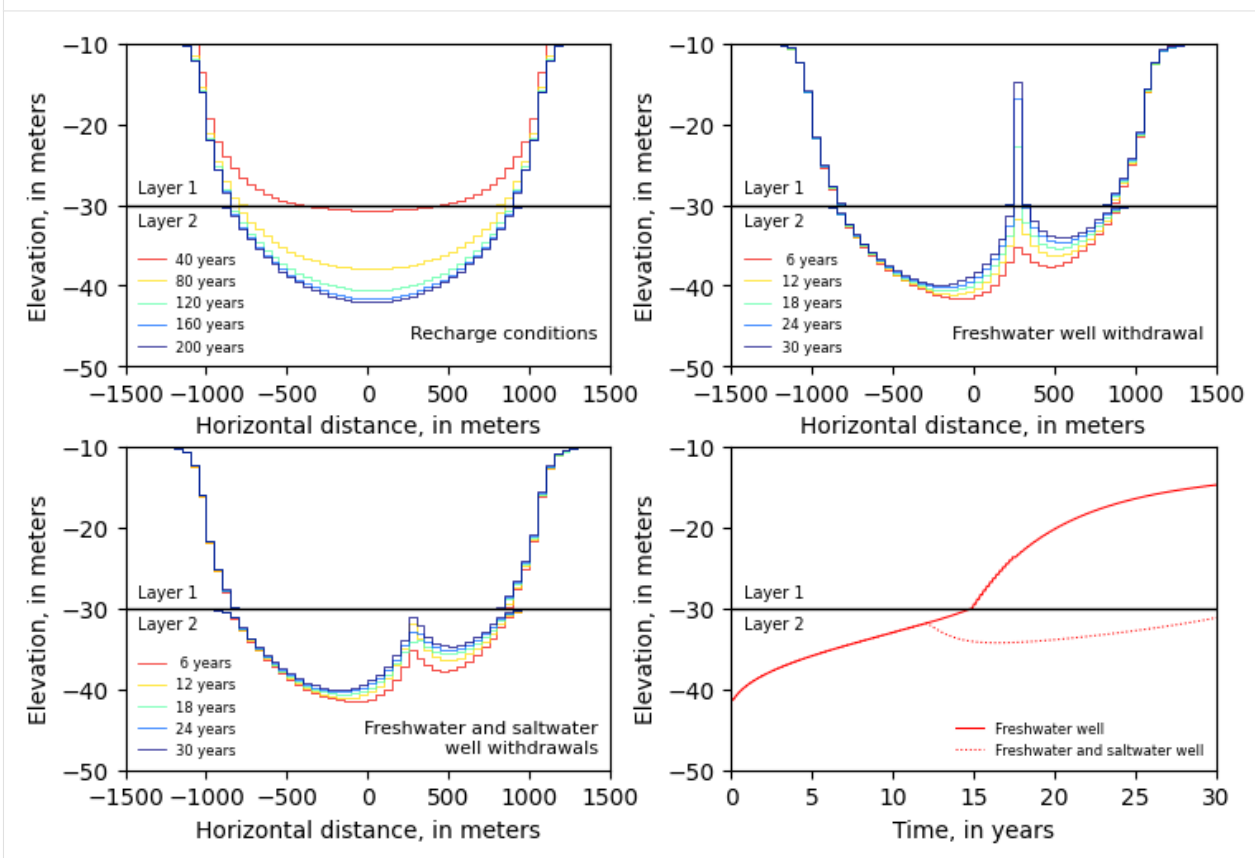 −10
−20
−30
−40
−50
Elevation, in meters
Layer 1
Layer 2
40 years
80 years
120 years
160 years
200 years
Recharge conditions
−1500 −1000 −500 0 500 1000 1500
Horizontal distance, in meters
−10
−20
−30
−40
−50
Elevation, in meters
Layer 1
Layer 2
6 years
12 years
18 years
24 years
30 years
Freshwater well withdrawal
−1500 −1000 −500 0 500 1000 1500
Horizontal distance, in meters
−10
−20
−30
−40
−50
Elevation, in meters
Layer 1
Layer 2
6 years
12 years
18 years
24 years
30 years
Freshwater and saltwater
well withdrawals
−1500 −1000 −500 0 500 1000 1500
Horizontal distance, in meters
−10
−20
−30
−40
−50
Elevation, in meters
Layer 1
Layer 2
Freshwater well
Freshwater and saltwater well
0 5 10 15 20 25 30
Time, in years